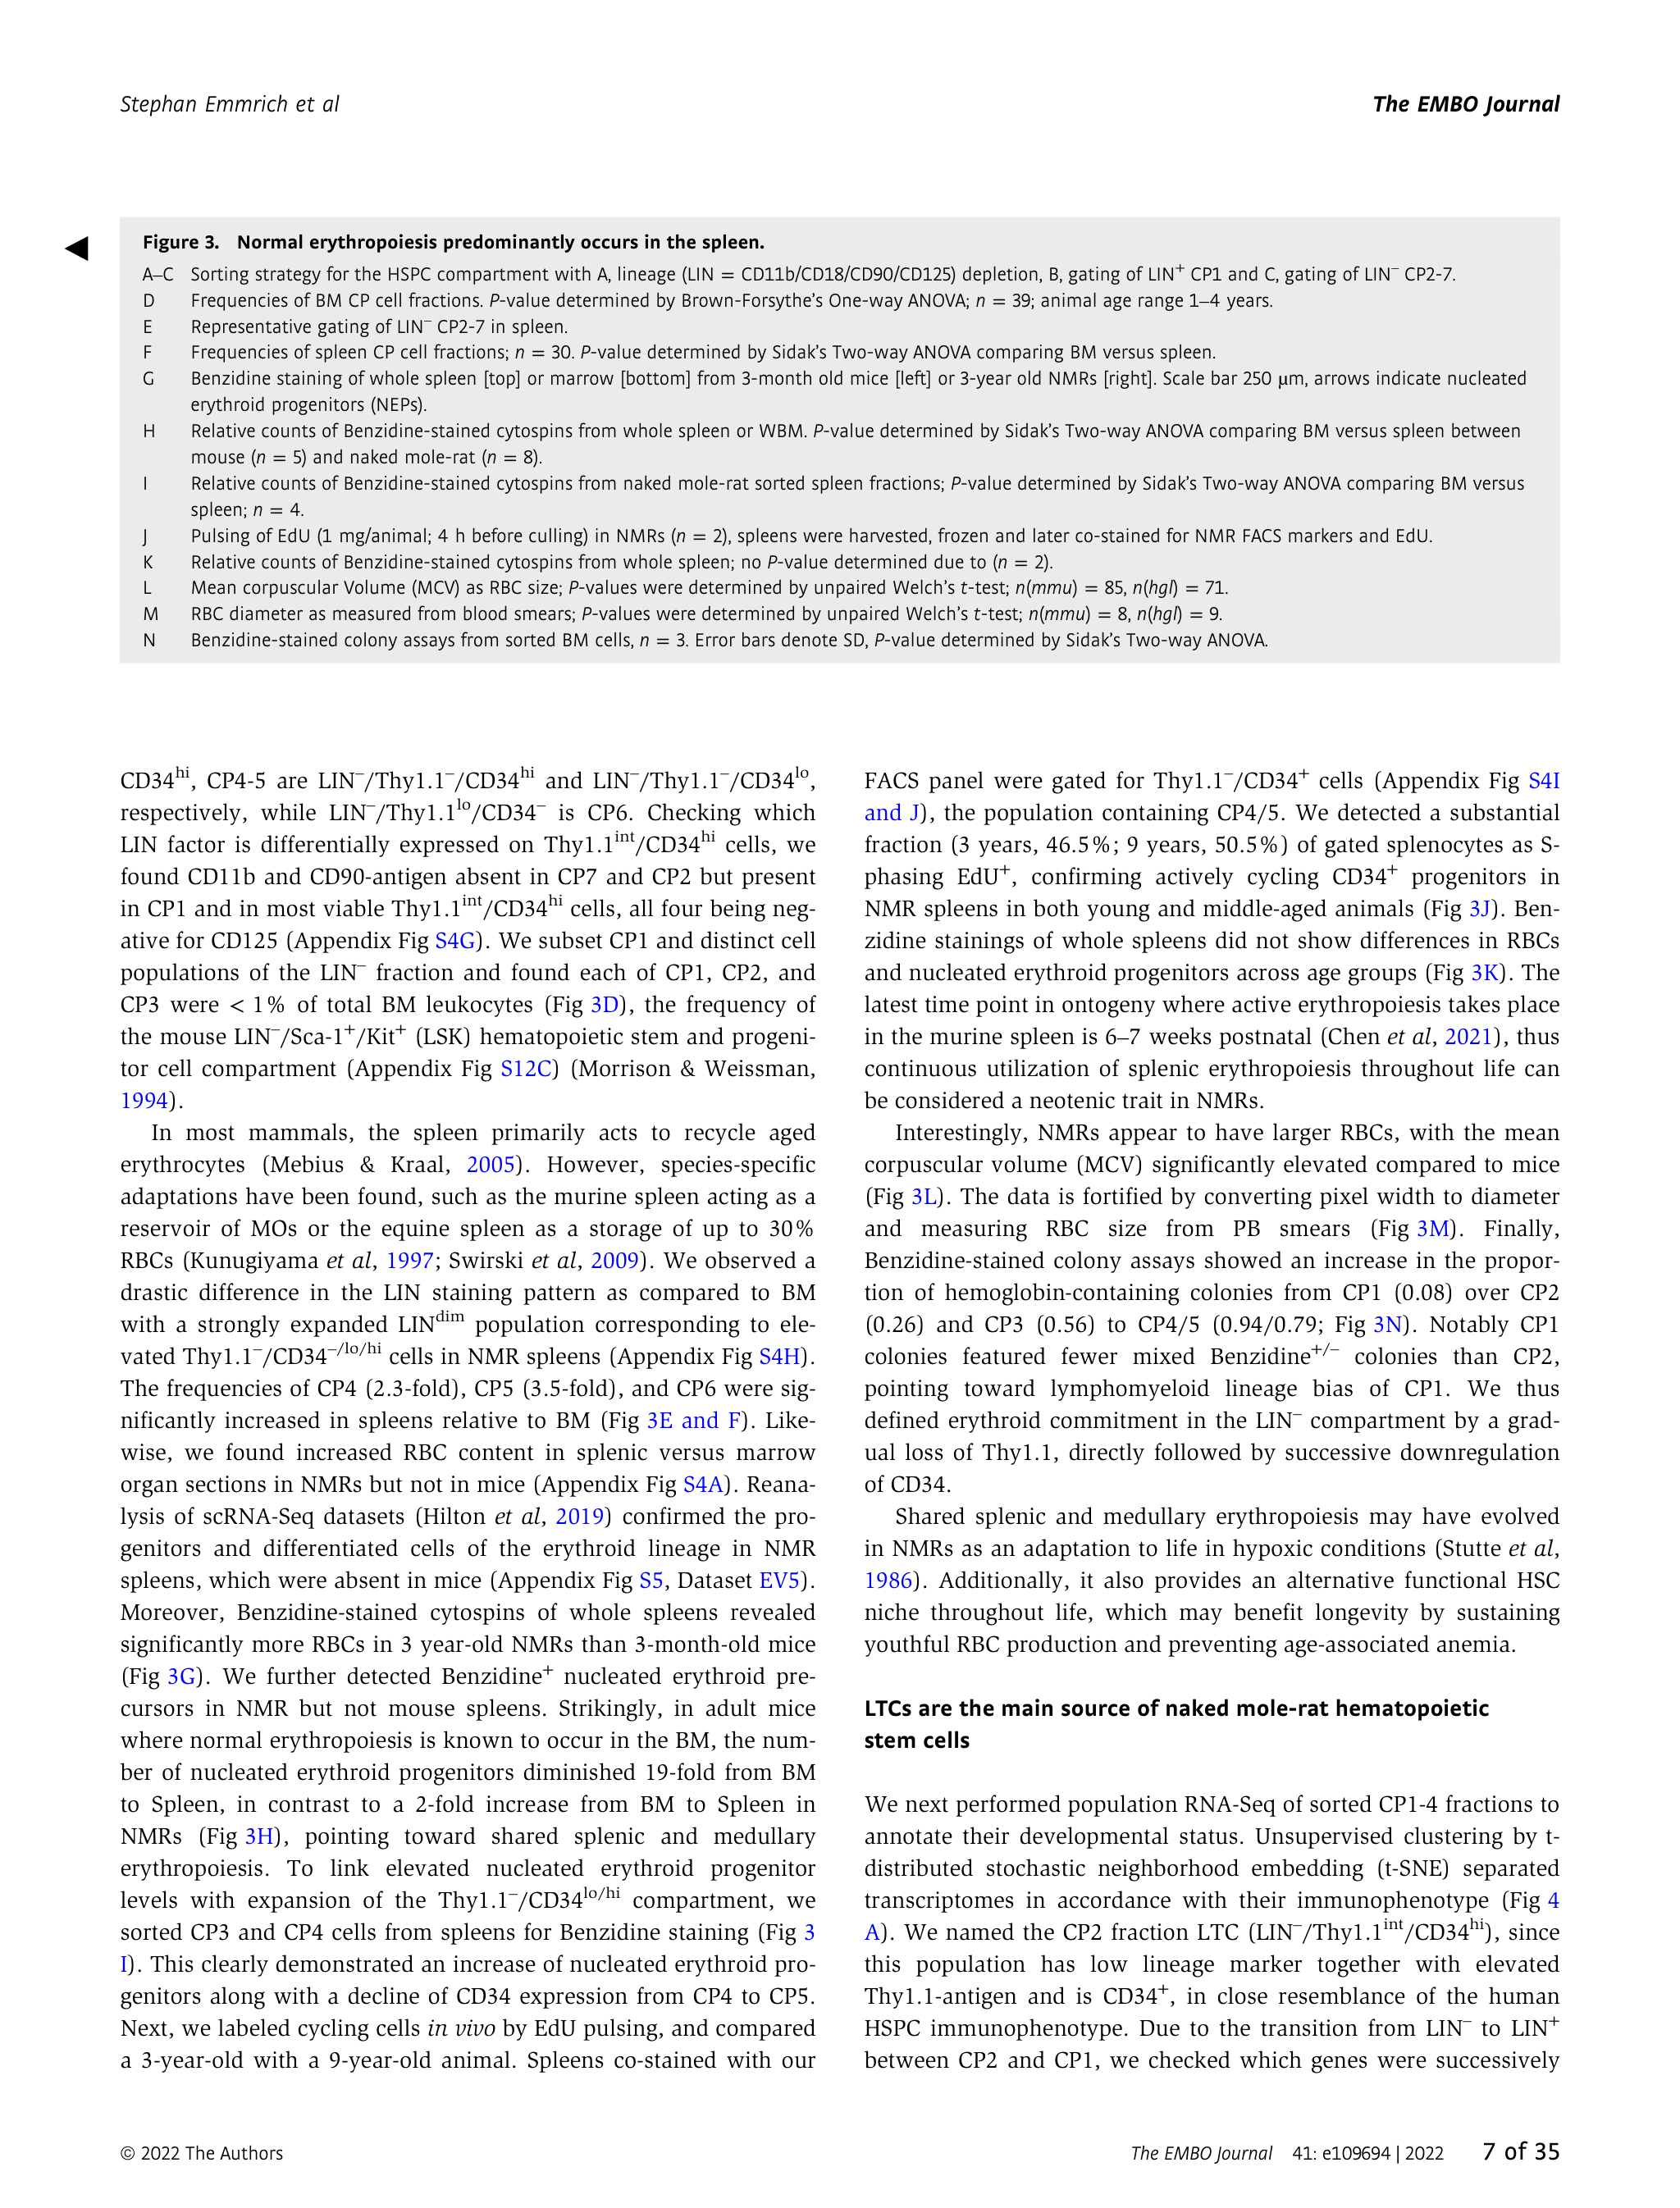 Stephan Emmrich et al
The EMBO Journal
◀
Figure 3. Normal erythropoiesis predominantly occurs in the spleen.
A–C Sorting strategy for the HSPC compartment with A, lineage (LIN = CD11b/CD18/CD90/CD125) depletion, B, gating of LIN⁺ CP1 and C, gating of LIN⁻ CP2-7.
D Frequencies of BM CP cell fractions. P-value determined by Brown-Forsythe's One-way ANOVA; n = 39; animal age range 1–4 years.
E Representative gating of LIN⁻ CP2-7 in spleen.
F Frequencies of spleen CP cell fractions; n = 30. P-value determined by Sidak's Two-way ANOVA comparing BM versus spleen.
G Benzidine staining of whole spleen [top] or marrow [bottom] from 3-month old mice [left] or 3-year old NMRs [right]. Scale bar 250 μm, arrows indicate nucleated
erythroid progenitors (NEPs).
H Relative counts of Benzidine-stained cytospins from whole spleen or WBM. P-value determined by Sidak's Two-way ANOVA comparing BM versus spleen between
mouse (n = 5) and naked mole-rat (n = 8).
I Relative counts of Benzidine-stained cytospins from naked mole-rat sorted spleen fractions; P-value determined by Sidak's Two-way ANOVA comparing BM versus
spleen; n = 4.
J Pulsing of EdU (1 mg/animal; 4 h before culling) in NMRs (n = 2), spleens were harvested, frozen and later co-stained for NMR FACS markers and EdU.
K Relative counts of Benzidine-stained cytospins from whole spleen; no P-value determined due to (n = 2).
L Mean corpuscular Volume (MCV) as RBC size; P-values were determined by unpaired Welch's t-test; n(mmu) = 85, n(hgl) = 71.
M RBC diameter as measured from blood smears; P-values were determined by unpaired Welch's t-test; n(mmu) = 8, n(hgl) = 9.
N Benzidine-stained colony assays from sorted BM cells, n = 3. Error bars denote SD, P-value determined by Sidak's Two-way ANOVA.
CD34ʰⁱ, CP4-5 are LIN⁻/Thy1.1⁻/CD34ʰⁱ and LIN⁻/Thy1.1⁻/CD34ˡᵒ,
respectively, while LIN⁻/Thy1.1ˡᵒ/CD34⁻ is CP6. Checking which
LIN factor is differentially expressed on Thy1.1ⁱⁿᵗ/CD34ʰⁱ cells, we
found CD11b and CD90-antigen absent in CP7 and CP2 but present
in CP1 and in most viable Thy1.1ⁱⁿᵗ/CD34ʰⁱ cells, all four being neg-
ative for CD125 (Appendix Fig S4G). We subset CP1 and distinct cell
populations of the LIN⁻ fraction and found each of CP1, CP2, and
CP3 were < 1% of total BM leukocytes (Fig 3D), the frequency of
the mouse LIN⁻/Sca-1⁺/Kit⁺ (LSK) hematopoietic stem and progeni-
tor cell compartment (Appendix Fig S12C) (Morrison & Weissman,
1994).
In most mammals, the spleen primarily acts to recycle aged
erythrocytes (Mebius & Kraal, 2005). However, species-specific
adaptations have been found, such as the murine spleen acting as a
reservoir of MOs or the equine spleen as a storage of up to 30%
RBCs (Kunugiyama et al, 1997; Swirski et al, 2009). We observed a
drastic difference in the LIN staining pattern as compared to BM
with a strongly expanded LINᵈⁱᵐ population corresponding to ele-
vated Thy1.1⁻/CD34⁻/ˡᵒ/ʰⁱ cells in NMR spleens (Appendix Fig S4H).
The frequencies of CP4 (2.3-fold), CP5 (3.5-fold), and CP6 were sig-
nificantly increased in spleens relative to BM (Fig 3E and F). Like-
wise, we found increased RBC content in splenic versus marrow
organ sections in NMRs but not in mice (Appendix Fig S4A). Reana-
lysis of scRNA-Seq datasets (Hilton et al, 2019) confirmed the pro-
genitors and differentiated cells of the erythroid lineage in NMR
spleens, which were absent in mice (Appendix Fig S5, Dataset EV5).
Moreover, Benzidine-stained cytospins of whole spleens revealed
significantly more RBCs in 3 year-old NMRs than 3-month-old mice
(Fig 3G). We further detected Benzidine⁺ nucleated erythroid pre-
cursors in NMR but not mouse spleens. Strikingly, in adult mice
where normal erythropoiesis is known to occur in the BM, the num-
ber of nucleated erythroid progenitors diminished 19-fold from BM
to Spleen, in contrast to a 2-fold increase from BM to Spleen in
NMRs (Fig 3H), pointing toward shared splenic and medullary
erythropoiesis. To link elevated nucleated erythroid progenitor
levels with expansion of the Thy1.1⁻/CD34ˡᵒ/ʰⁱ compartment, we
sorted CP3 and CP4 cells from spleens for Benzidine staining (Fig 3
I). This clearly demonstrated an increase of nucleated erythroid pro-
genitors along with a decline of CD34 expression from CP4 to CP5.
Next, we labeled cycling cells in vivo by EdU pulsing, and compared
a 3-year-old with a 9-year-old animal. Spleens co-stained with our
FACS panel were gated for Thy1.1⁻/CD34⁺ cells (Appendix Fig S4I
and J), the population containing CP4/5. We detected a substantial
fraction (3 years, 46.5%; 9 years, 50.5%) of gated splenocytes as S-
phasing EdU⁺, confirming actively cycling CD34⁺ progenitors in
NMR spleens in both young and middle-aged animals (Fig 3J). Ben-
zidine stainings of whole spleens did not show differences in RBCs
and nucleated erythroid progenitors across age groups (Fig 3K). The
latest time point in ontogeny where active erythropoiesis takes place
in the murine spleen is 6–7 weeks postnatal (Chen et al, 2021), thus
continuous utilization of splenic erythropoiesis throughout life can
be considered a neotenic trait in NMRs.
Interestingly, NMRs appear to have larger RBCs, with the mean
corpuscular volume (MCV) significantly elevated compared to mice
(Fig 3L). The data is fortified by converting pixel width to diameter
and measuring RBC size from PB smears (Fig 3M). Finally,
Benzidine-stained colony assays showed an increase in the propor-
tion of hemoglobin-containing colonies from CP1 (0.08) over CP2
(0.26) and CP3 (0.56) to CP4/5 (0.94/0.79; Fig 3N). Notably CP1
colonies featured fewer mixed Benzidine⁺/⁻ colonies than CP2,
pointing toward lymphomyeloid lineage bias of CP1. We thus
defined erythroid commitment in the LIN⁻ compartment by a grad-
ual loss of Thy1.1, directly followed by successive downregulation
of CD34.
Shared splenic and medullary erythropoiesis may have evolved
in NMRs as an adaptation to life in hypoxic conditions (Stutte et al,
1986). Additionally, it also provides an alternative functional HSC
niche throughout life, which may benefit longevity by sustaining
youthful RBC production and preventing age-associated anemia.
LTCs are the main source of naked mole-rat hematopoietic
stem cells
We next performed population RNA-Seq of sorted CP1-4 fractions to
annotate their developmental status. Unsupervised clustering by t-
distributed stochastic neighborhood embedding (t-SNE) separated
transcriptomes in accordance with their immunophenotype (Fig 4
A). We named the CP2 fraction LTC (LIN⁻/Thy1.1ⁱⁿᵗ/CD34ʰⁱ), since
this population has low lineage marker together with elevated
Thy1.1-antigen and is CD34⁺, in close resemblance of the human
HSPC immunophenotype. Due to the transition from LIN⁻ to LIN⁺
between CP2 and CP1, we checked which genes were successively
© 2022 The Authors
The EMBO Journal 41: e109694 | 2022 7 of 35